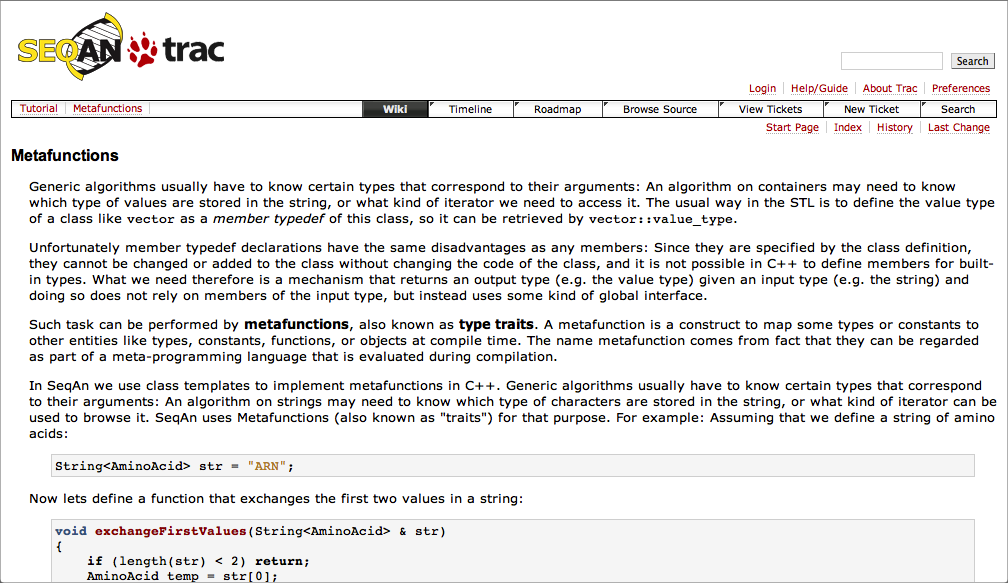 SEQAN trac
Search
Login Help/Guide About Trac Preferences
Tutorial Metafunctions Wiki Timeline Roadmap Browse Source View Tickets New Ticket Search
Start Page Index History Last Change
Metafunctions
Generic algorithms usually have to know certain types that correspond to their arguments: An algorithm on containers may need to know
which type of values are stored in the string, or what kind of iterator we need to access it. The usual way in the STL is to define the value type
of a class like vector as a member typedef of this class, so it can be retrieved by vector::value_type.
Unfortunately member typedef declarations have the same disadvantages as any members: Since they are specified by the class definition,
they cannot be changed or added to the class without changing the code of the class, and it is not possible in C++ to define members for built-
in types. What we need therefore is a mechanism that returns an output type (e.g. the value type) given an input type (e.g. the string) and
doing so does not rely on members of the input type, but instead uses some kind of global interface.
Such task can be performed by metafunctions, also known as type traits. A metafunction is a construct to map some types or constants to
other entities like types, constants, functions, or objects at compile time. The name metafunction comes from fact that they can be regarded
as part of a meta-programming language that is evaluated during compilation.
In SeqAn we use class templates to implement metafunctions in C++. Generic algorithms usually have to know certain types that correspond
to their arguments: An algorithm on strings may need to know which type of characters are stored in the string, or what kind of iterator can be
used to browse it. SeqAn uses Metafunctions (also known as "traits") for that purpose. For example: Assuming that we define a string of amino
acids:
String<AminoAcid> str = "ARN";
Now lets define a function that exchanges the first two values in a string:
void exchangeFirstValues(String<AminoAcid> & str)
{
if (length(str) < 2) return;
AminoAcid temp = str[0];